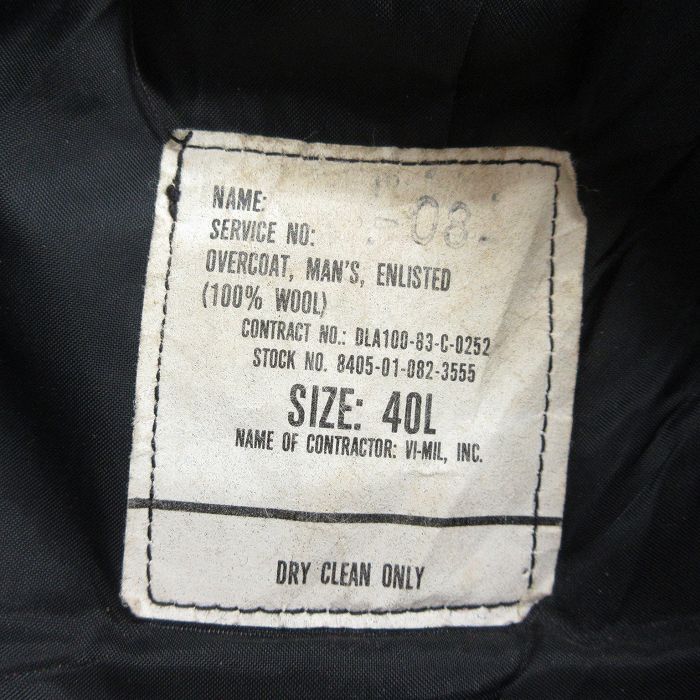 NAME:
-08-
SERVICE NO:
OVERCOAT, MAN'S, ENLISTED
(100% WOOL)
CONTRACT NO.: DLA100-83-C-0252
STOCK NO. 8405-01-082-3555
SIZE: 40L
NAME OF CONTRACTOR: VI-MIL, INC.
DRY CLEAN ONLY